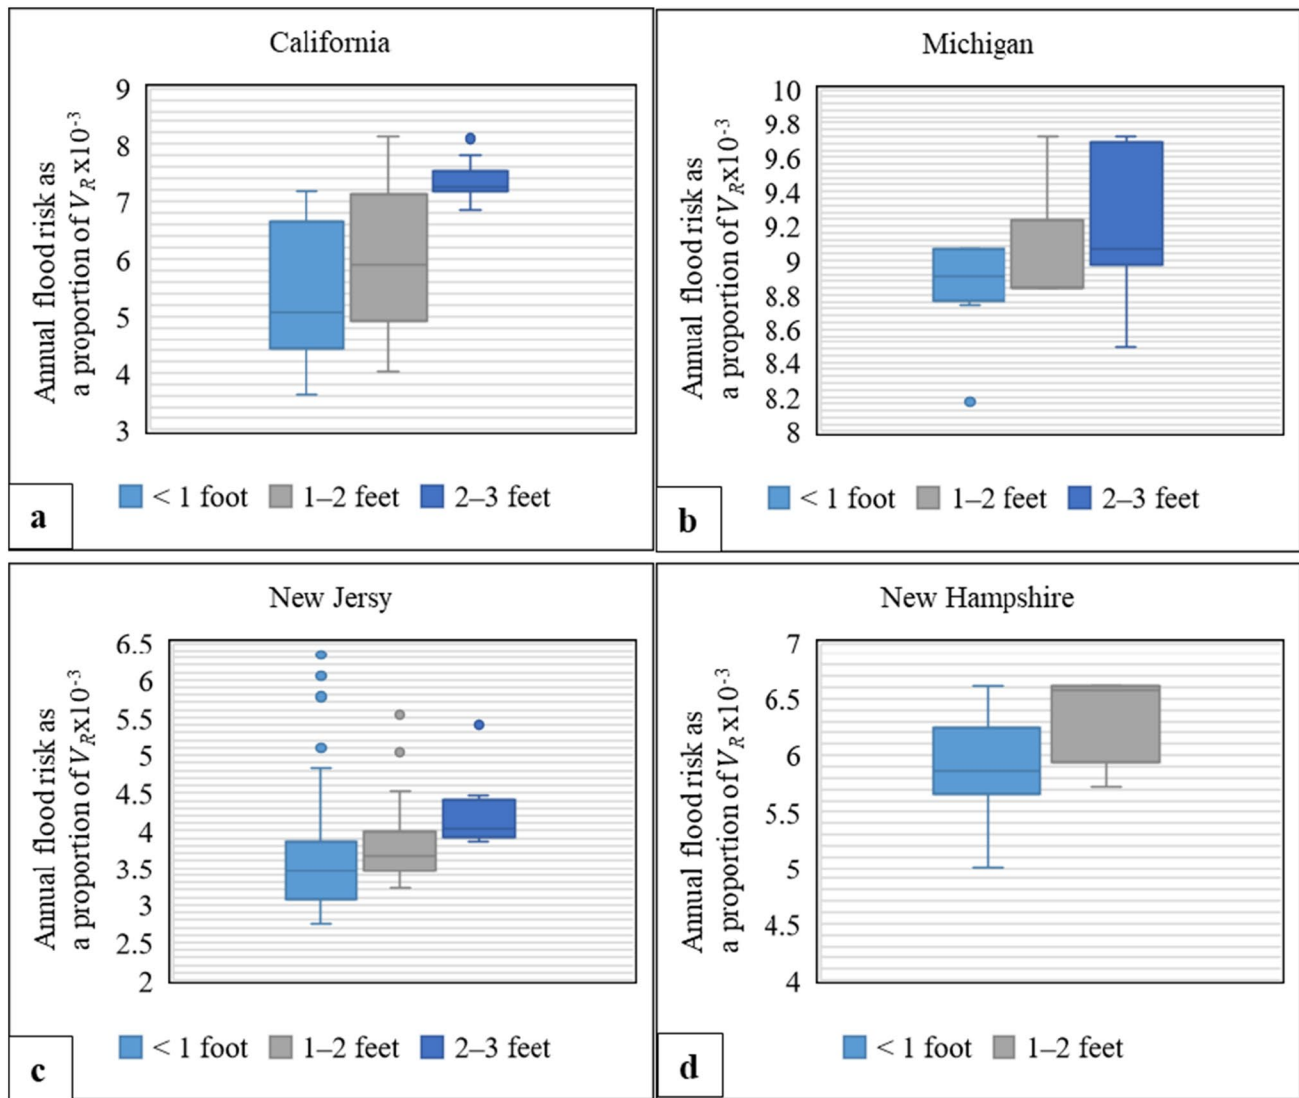 California
Annual flood risk as
a proportion of V_R x10^-3
9
8
7
6
5
4
3
< 1 foot 1–2 feet 2–3 feet
a
Michigan
Annual flood risk as
a proportion of V_R x10^-3
10
9.8
9.6
9.4
9.2
9
8.8
8.6
8.4
8.2
8
< 1 foot 1–2 feet 2–3 feet
b
New Jersy
Annual flood risk as
a proportion of V_R x10^-3
6.5
6
5.5
5
4.5
4
3.5
3
2.5
2
< 1 foot 1–2 feet 2–3 feet
c
New Hampshire
Annual flood risk as
a proportion of V_R x10^-3
7
6.5
6
5.5
5
4.5
4
< 1 foot 1–2 feet
d